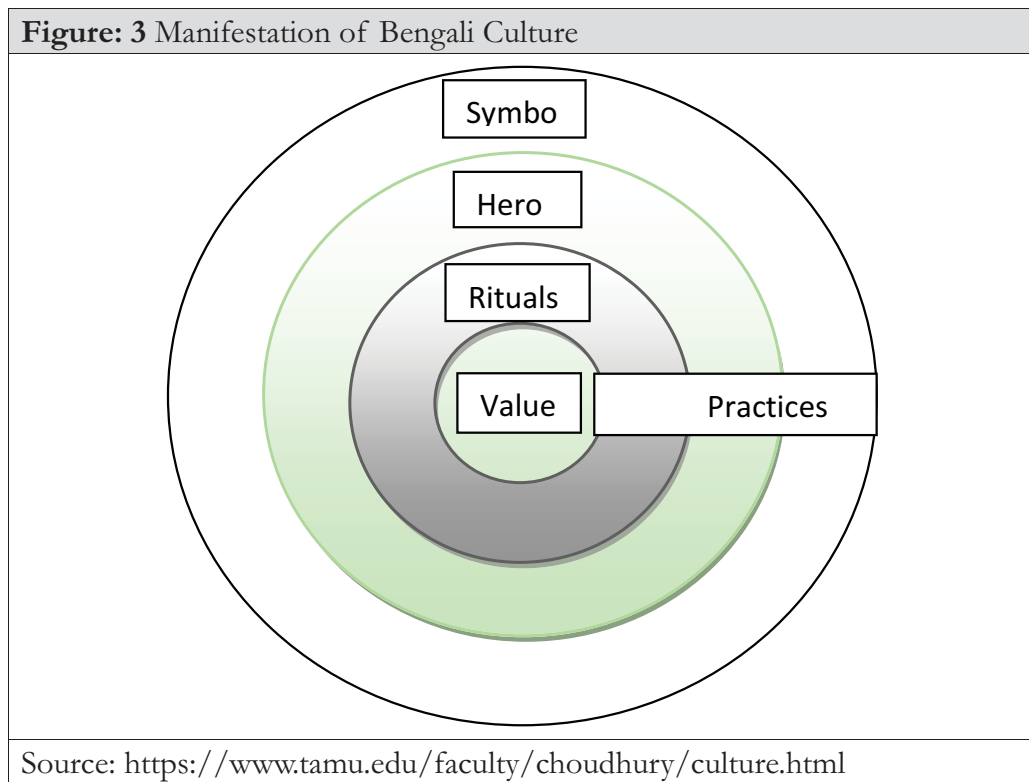 Figure: 3 Manifestation of Bengali Culture
Symbo
Hero
Rituals
Value
Practices
Source: https://www.tamu.edu/faculty/choudhury/culture.html